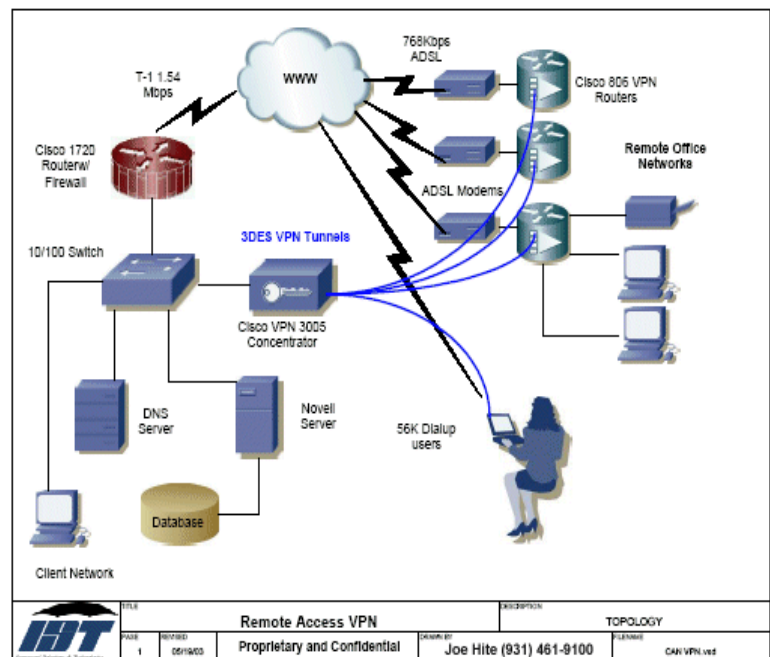 768Kbps
ADSL
WWW
T-1 1.54
Mbps
Cisco 806 VPN
Routers
Cisco 1720
Routerw/
Firewall
Remote Office
Networks
ADSL Modems
3DES VPN Tunnels
10/100 Switch
Cisco VPN 3005
Concentrator
DNS
Server
Novell
Server
56K Dialup
users
Database
Client Network
IBT
TITLE
Remote Access VPN
DESCRIPTION
TOPOLOGY
PAGE
1
REVISED
05/19/03
Proprietary and Confidential
DRAWN BY
Joe Hite (931) 461-9100
FILENAME
CAN VPN.vsd